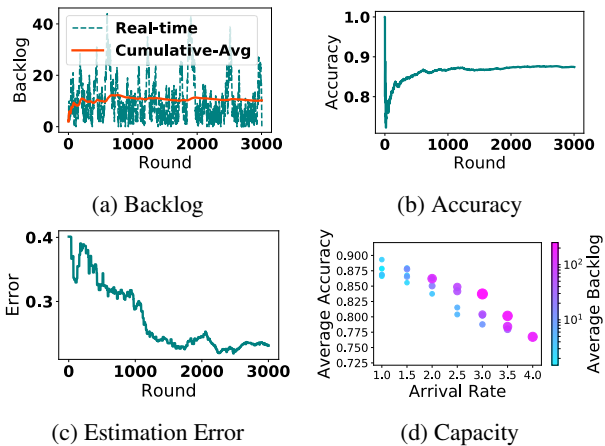 40
20
0
Backlog
Real-time
Cumulative-Avg
0 1000 2000 3000
Round
(a) Backlog
1.0
0.9
0.8
Accuracy
0 1000 2000 3000
Round
(b) Accuracy
0.4
0.3
Error
0 1000 2000 3000
Round
(c) Estimation Error
0.900
0.875
0.850
0.825
0.800
0.775
0.750
0.725
Average Accuracy
1.0 1.5 2.0 2.5 3.0 3.5 4.0
Arrival Rate
10²
10¹
Average Backlog
(d) Capacity